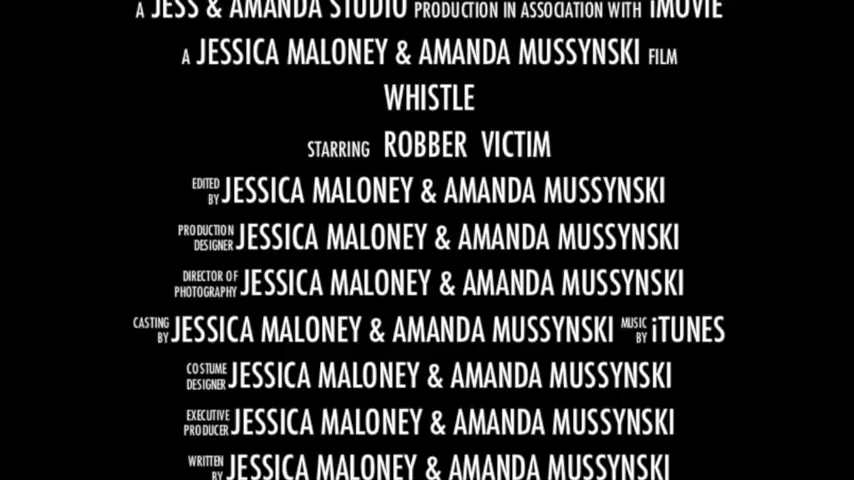 A JESS & AMANDA STUDIO PRODUCTION IN ASSOCIATION WITH iMOVIE
A JESSICA MALONEY & AMANDA MUSSYNSKI FILM
WHISTLE
STARRING ROBBER VICTIM
EDITED BY JESSICA MALONEY & AMANDA MUSSYNSKI
PRODUCTION DESIGNER JESSICA MALONEY & AMANDA MUSSYNSKI
DIRECTOR OF PHOTOGRAPHY JESSICA MALONEY & AMANDA MUSSYNSKI
CASTING BY JESSICA MALONEY & AMANDA MUSSYNSKI MUSIC BY iTUNES
COSTUME DESIGNER JESSICA MALONEY & AMANDA MUSSYNSKI
EXECUTIVE PRODUCER JESSICA MALONEY & AMANDA MUSSYNSKI
WRITTEN BY JESSICA MALONEY & AMANDA MUSSYNSKI